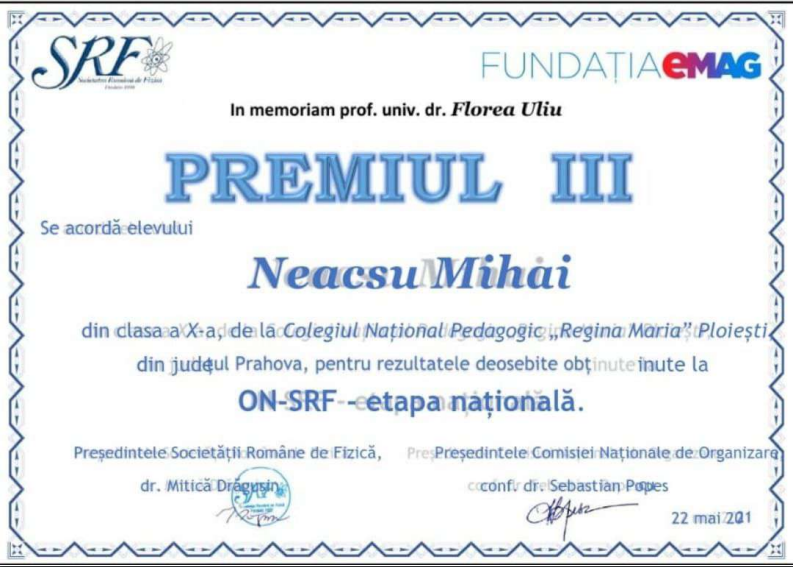 SRF
Societatea Română de Fizică
FUNDAȚIA eMAG
In memoriam prof. univ. dr. Florea Uliu
PREMIUL III
Se acordă elevului
Neacsu Mihai
din clasa a X-a, de la Colegiul Național Pedagogic „Regina Maria” Ploiești,
din județul Prahova, pentru rezultatele deosebite obținute la
ON-SRF – etapa națională.
Președintele Societății Române de Fizică, Președintele Comisiei Naționale de Organizare
dr. Mitică Drăgușin, conf. dr. Sebastian Popes
22 mai 2021